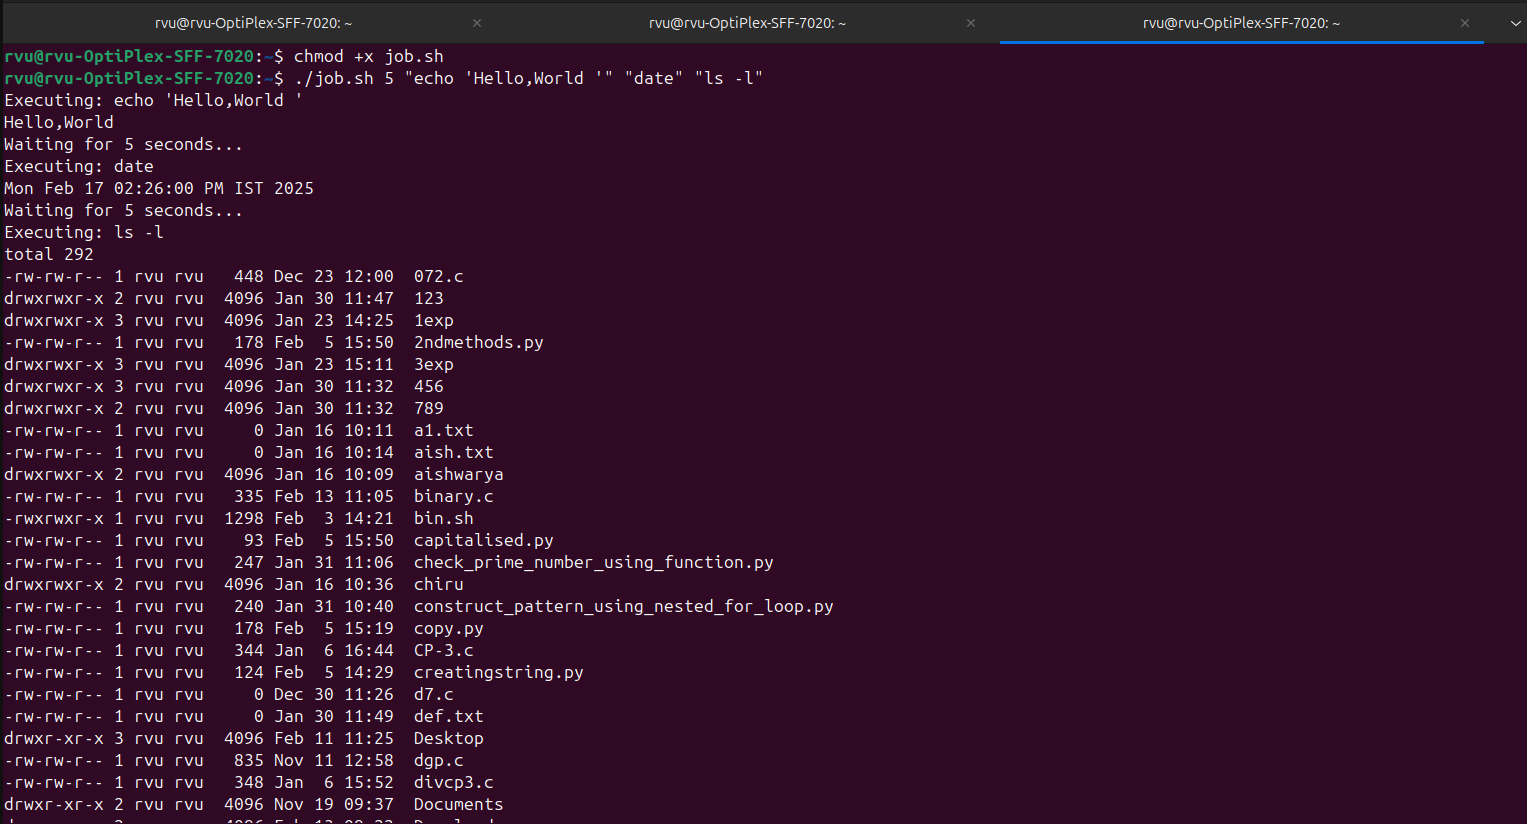 rvu@rvu-OptiPlex-SFF-7020: ~ × rvu@rvu-OptiPlex-SFF-7020: ~ × rvu@rvu-OptiPlex-SFF-7020: ~ ×
rvu@rvu-OptiPlex-SFF-7020:~$ chmod +x job.sh
rvu@rvu-OptiPlex-SFF-7020:~$ ./job.sh 5 "echo 'Hello,World '" "date" "ls -l"
Executing: echo 'Hello,World '
Hello,World
Waiting for 5 seconds...
Executing: date
Mon Feb 17 02:26:00 PM IST 2025
Waiting for 5 seconds...
Executing: ls -l
total 292
-rw-rw-r-- 1 rvu rvu   448 Dec 23 12:00  072.c
drwxrwxr-x 2 rvu rvu  4096 Jan 30 11:47  123
drwxrwxr-x 3 rvu rvu  4096 Jan 23 14:25  1exp
-rw-rw-r-- 1 rvu rvu   178 Feb  5 15:50  2ndmethods.py
drwxrwxr-x 3 rvu rvu  4096 Jan 23 15:11  3exp
drwxrwxr-x 3 rvu rvu  4096 Jan 30 11:32  456
drwxrwxr-x 2 rvu rvu  4096 Jan 30 11:32  789
-rw-rw-r-- 1 rvu rvu     0 Jan 16 10:11  a1.txt
-rw-rw-r-- 1 rvu rvu     0 Jan 16 10:14  aish.txt
drwxrwxr-x 2 rvu rvu  4096 Jan 16 10:09  aishwarya
-rw-rw-r-- 1 rvu rvu   335 Feb 13 11:05  binary.c
-rwxrwxr-x 1 rvu rvu  1298 Feb  3 14:21  bin.sh
-rw-rw-r-- 1 rvu rvu    93 Feb  5 15:50  capitalised.py
-rw-rw-r-- 1 rvu rvu   247 Jan 31 11:06  check_prime_number_using_function.py
drwxrwxr-x 2 rvu rvu  4096 Jan 16 10:36  chiru
-rw-rw-r-- 1 rvu rvu   240 Jan 31 10:40  construct_pattern_using_nested_for_loop.py
-rw-rw-r-- 1 rvu rvu   178 Feb  5 15:19  copy.py
-rw-rw-r-- 1 rvu rvu   344 Jan  6 16:44  CP-3.c
-rw-rw-r-- 1 rvu rvu   124 Feb  5 14:29  creatingstring.py
-rw-rw-r-- 1 rvu rvu     0 Dec 30 11:26  d7.c
-rw-rw-r-- 1 rvu rvu     0 Jan 30 11:49  def.txt
drwxr-xr-x 3 rvu rvu  4096 Feb 11 11:25  Desktop
-rw-rw-r-- 1 rvu rvu   835 Nov 11 12:58  dgp.c
-rw-rw-r-- 1 rvu rvu   348 Jan  6 15:52  divcp3.c
drwxr-xr-x 2 rvu rvu  4096 Nov 19 09:37  Documents